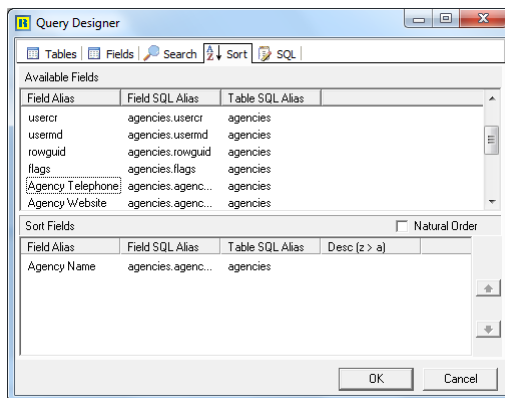 Query Designer
Tables Fields Search Sort SQL
Available Fields
Field Alias Field SQL Alias Table SQL Alias
usercr agencies.usercr agencies
usermd agencies.usermd agencies
rowguid agencies.rowguid agencies
flags agencies.flags agencies
Agency Telephone agencies.agenc... agencies
Agency Website agencies.agenc... agencies
Sort Fields Natural Order
Field Alias Field SQL Alias Table SQL Alias Desc (z > a)
Agency Name agencies.agenc... agencies
OK Cancel